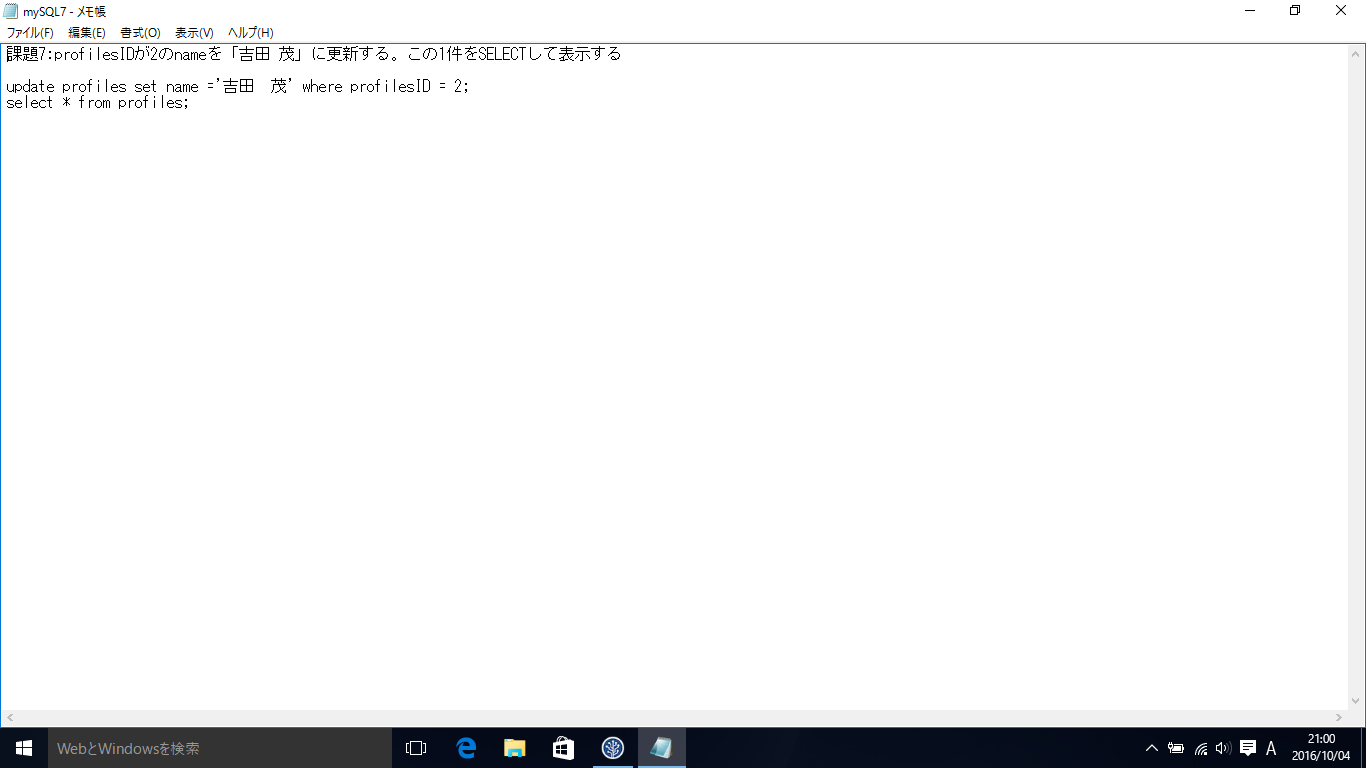 mySQL7 - メモ帳
ファイル(F) 編集(E) 書式(O) 表示(V) ヘルプ(H)
課題7:profilesIDが2のnameを「吉田 茂」に更新する。この1件をSELECTして表示する
update profiles set name ='吉田　茂' where profilesID = 2;
select * from profiles;
WebとWindowsを検索
A
21:00
2016/10/04